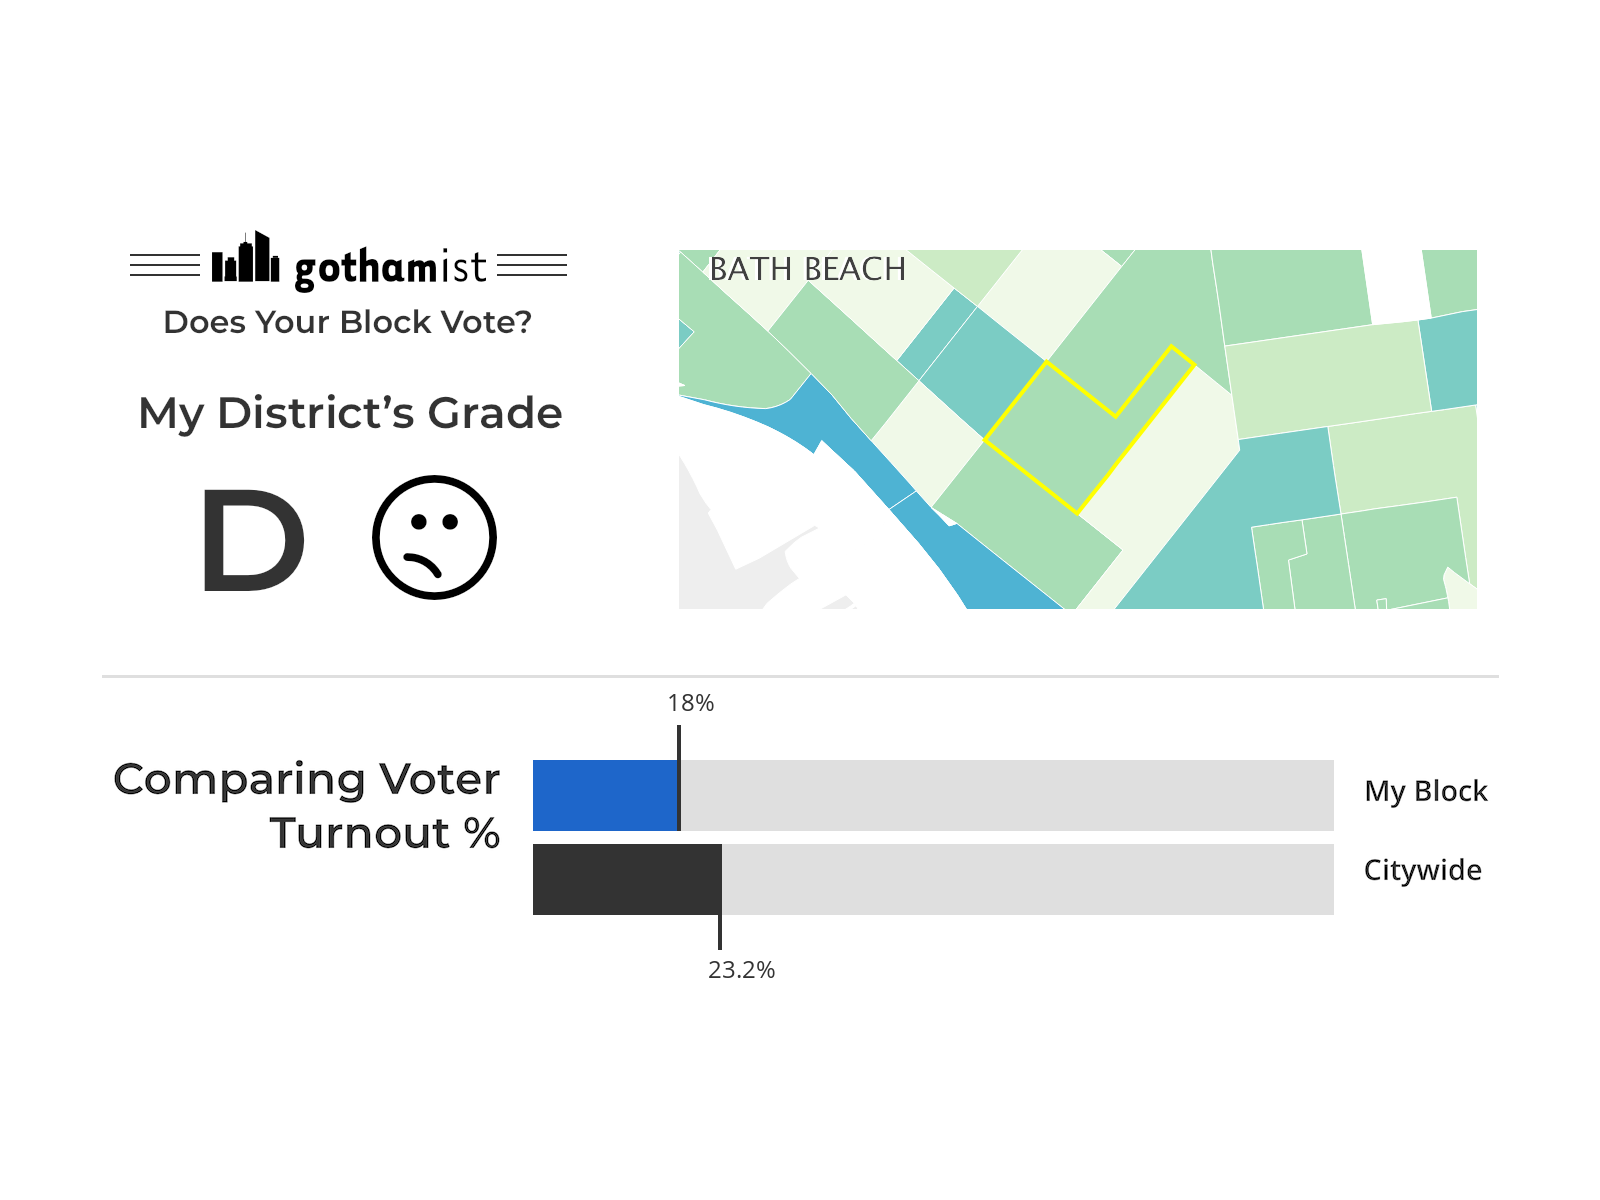 gothamist
Does Your Block Vote?
My District’s Grade
D
BATH BEACH
18%
Comparing Voter
Turnout %
My Block
Citywide
23.2%